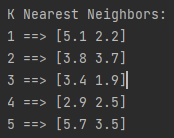 K Nearest Neighbors:
1 ==> [5.1 2.2]
2 ==> [3.8 3.7]
3 ==> [3.4 1.9]
4 ==> [2.9 2.5]
5 ==> [5.7 3.5]